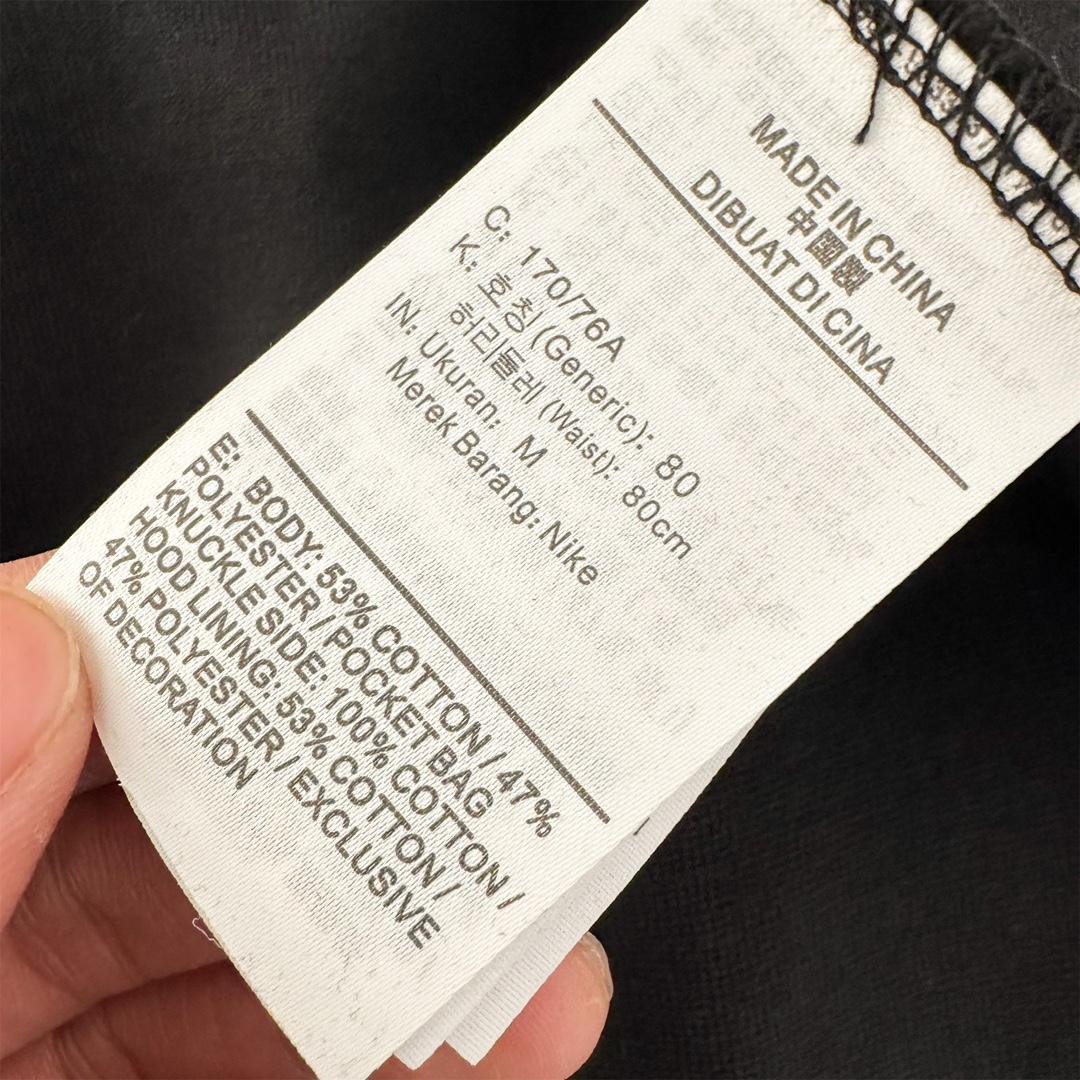 MADE IN CHINA
中國製
DIBUAT DI CINA
C: 170/76A
K: 호칭 (Generic): 80
허리둘레 (Waist): 80cm
IN: Ukuran: M
Merek Barang: Nike
E: BODY: 53% COTTON / 47%
POLYESTER / POCKET BAG
KNUCKLE SIDE: 100% COTTON /
HOOD LINING: 53% COTTON /
47% POLYESTER / EXCLUSIVE
OF DECORATION